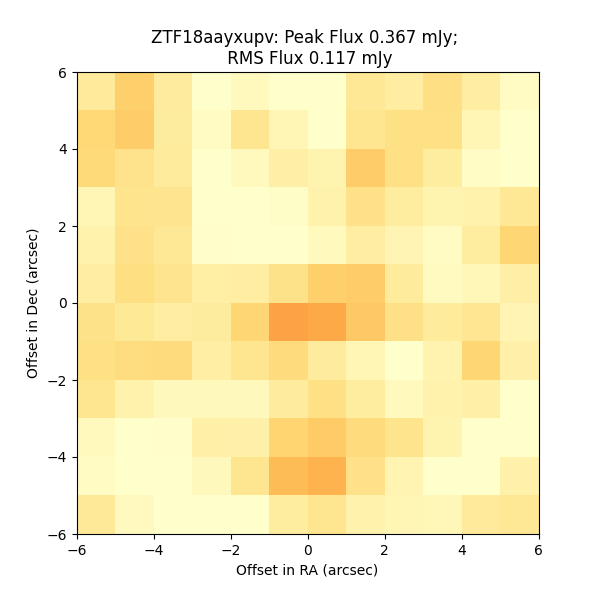 ZTF18aayxupv: Peak Flux 0.367 mJy;
RMS Flux 0.117 mJy
6
4
2
0
−2
−4
−6
Offset in Dec (arcsec)
−6 −4 −2 0 2 4 6
Offset in RA (arcsec)